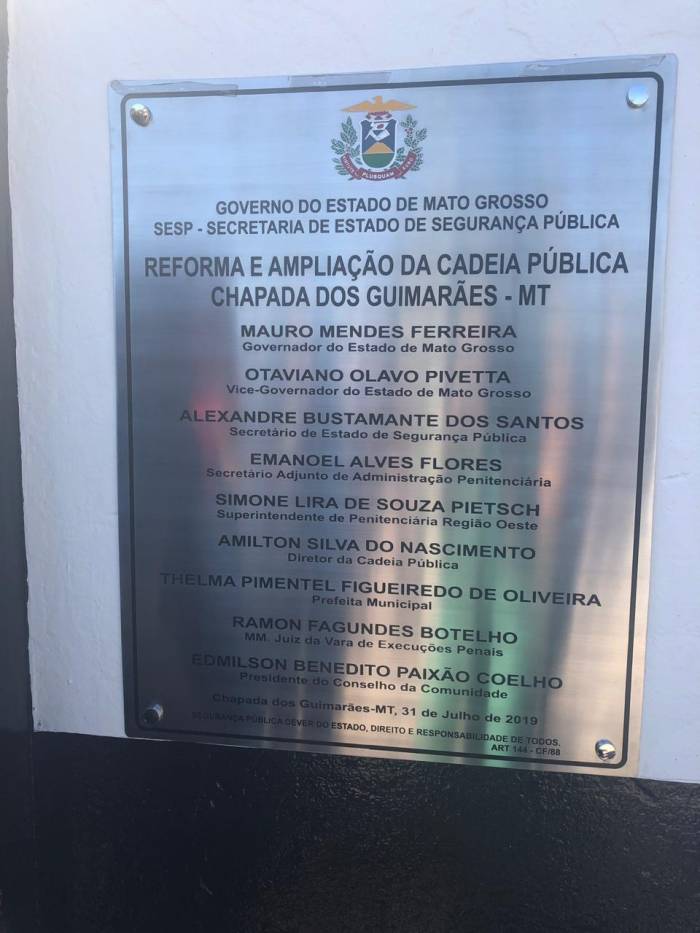 PLUSQUAM
GOVERNO DO ESTADO DE MATO GROSSO
SESP - SECRETARIA DE ESTADO DE SEGURANÇA PÚBLICA
REFORMA E AMPLIAÇÃO DA CADEIA PÚBLICA
CHAPADA DOS GUIMARÃES - MT
MAURO MENDES FERREIRA
Governador do Estado de Mato Grosso
OTAVIANO OLAVO PIVETTA
Vice-Governador do Estado de Mato Grosso
ALEXANDRE BUSTAMANTE DOS SANTOS
Secretário de Estado de Segurança Pública
EMANOEL ALVES FLORES
Secretário Adjunto de Administração Penitenciária
SIMONE LIRA DE SOUZA PIETSCH
Superintendente de Penitenciária Região Oeste
AMILTON SILVA DO NASCIMENTO
Diretor da Cadeia Pública
THELMA PIMENTEL FIGUEIREDO DE OLIVEIRA
Prefeita Municipal
RAMON FAGUNDES BOTELHO
MM. Juiz da Vara de Execuções Penais
EDMILSON BENEDITO PAIXÃO COELHO
Presidente do Conselho da Comunidade
Chapada dos Guimarães-MT, 31 de Julho de 2019
SEGURANÇA PÚBLICA DEVER DO ESTADO, DIREITO E RESPONSABILIDADE DE TODOS.
ART 144 - CF/88